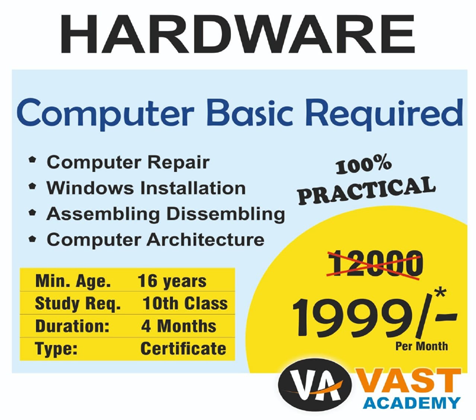 HARDWARE
Computer Basic Required
• Computer Repair
• Windows Installation
• Assembling Dissembling
• Computer Architecture
100%
PRACTICAL
Min. Age. 16 years
Study Req. 10th Class
Duration: 4 Months
Type: Certificate
12000
1999/-*
Per Month
VA VAST
ACADEMY